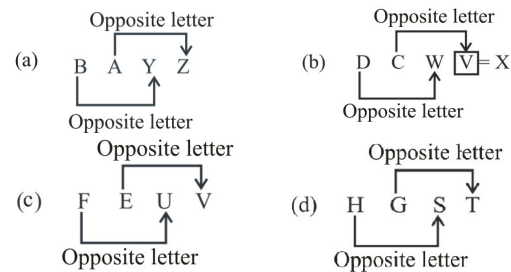 Opposite letter
(a) B A Y Z
Opposite letter
Opposite letter
(b) D C W V = X
Opposite letter
Opposite letter
(c) F E U V
Opposite letter
Opposite letter
(d) H G S T
Opposite letter